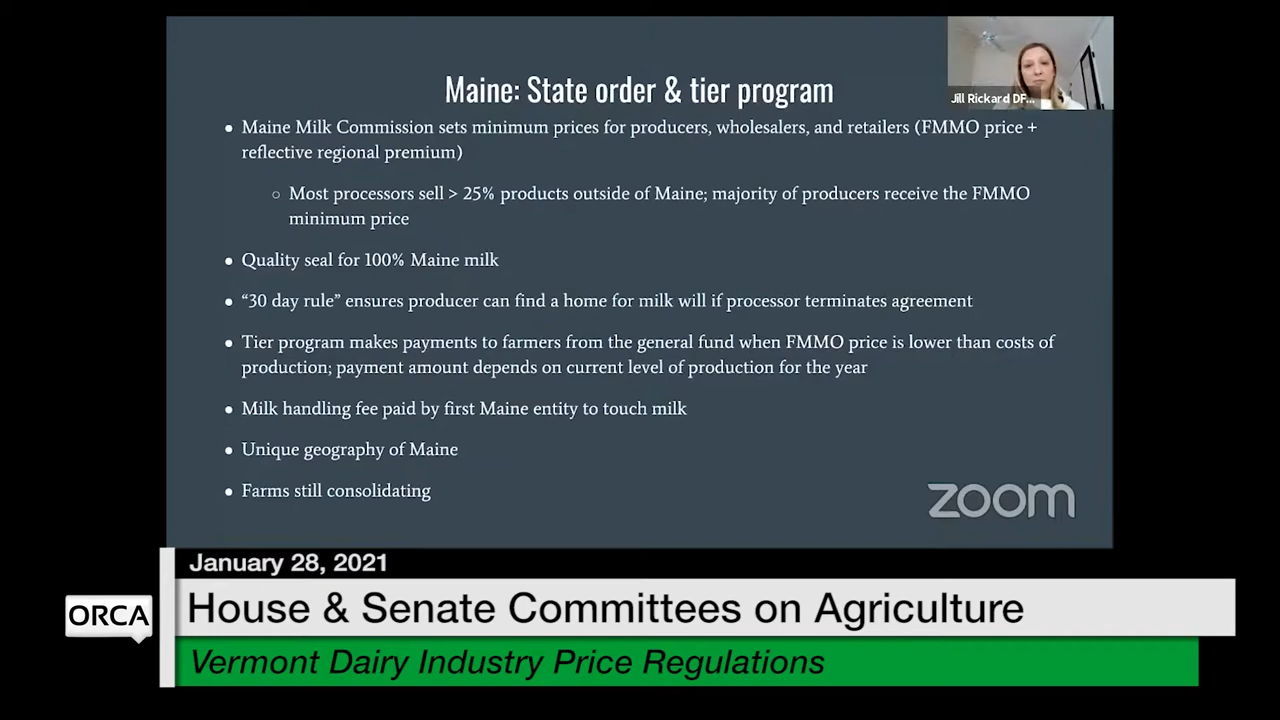 Maine: State order & tier program
Jill Rickard DF...
• Maine Milk Commission sets minimum prices for producers, wholesalers, and retailers (FMMO price +
reflective regional premium)
○ Most processors sell > 25% products outside of Maine; majority of producers receive the FMMO
minimum price
• Quality seal for 100% Maine milk
• “30 day rule” ensures producer can find a home for milk will if processor terminates agreement
• Tier program makes payments to farmers from the general fund when FMMO price is lower than costs of
production; payment amount depends on current level of production for the year
• Milk handling fee paid by first Maine entity to touch milk
• Unique geography of Maine
• Farms still consolidating
zoom
January 28, 2021
ORCA
House & Senate Committees on Agriculture
Vermont Dairy Industry Price Regulations